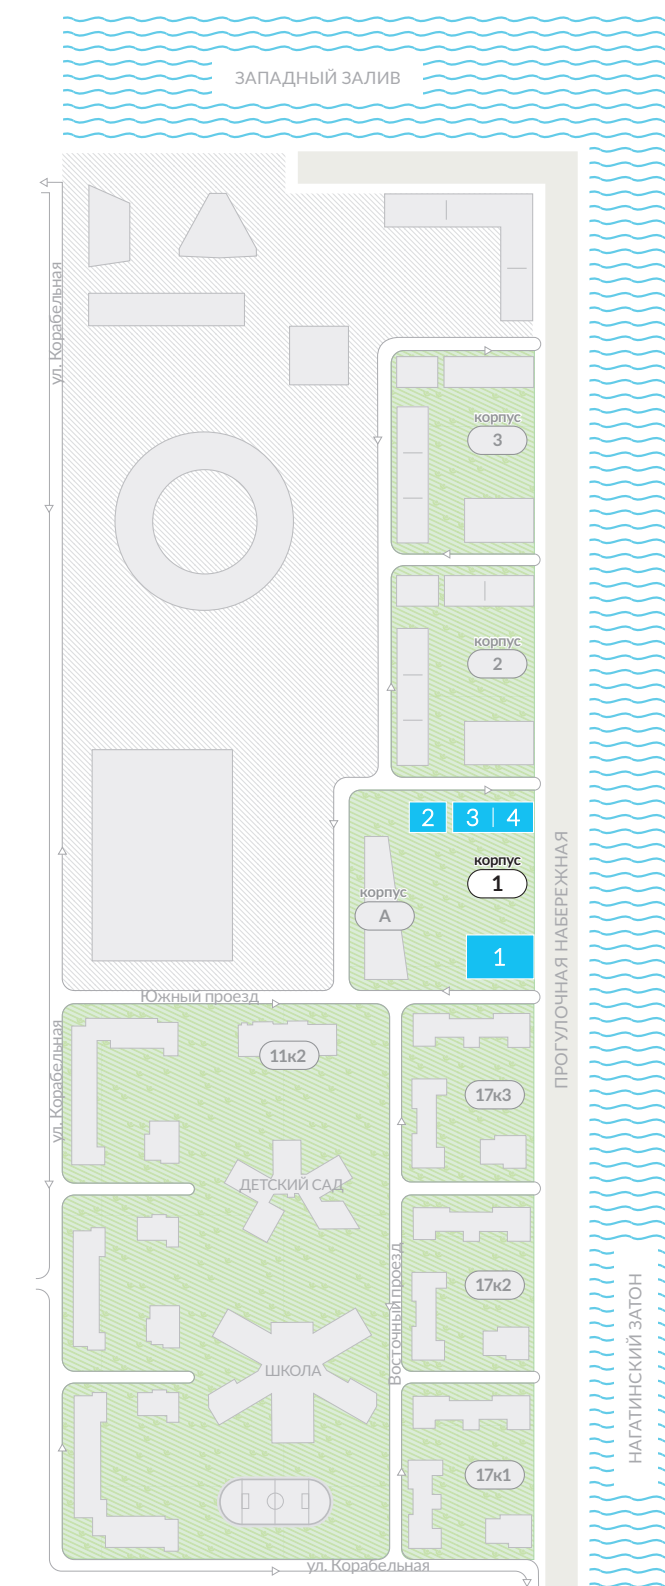 ЗАПАДНЫЙ ЗАЛИВ
ул. Корабельная
корпус
3
корпус
2
2
3
4
корпус
1
корпус
А
1
ПРОГУЛОЧНАЯ НАБЕРЕЖНАЯ
Южный проезд
ул. Корабельная
11к2
17к3
ДЕТСКИЙ САД
17к2
Восточный проезд
НАГАТИНСКИЙ ЗАТОН
ШКОЛА
17к1
ул. Корабельная